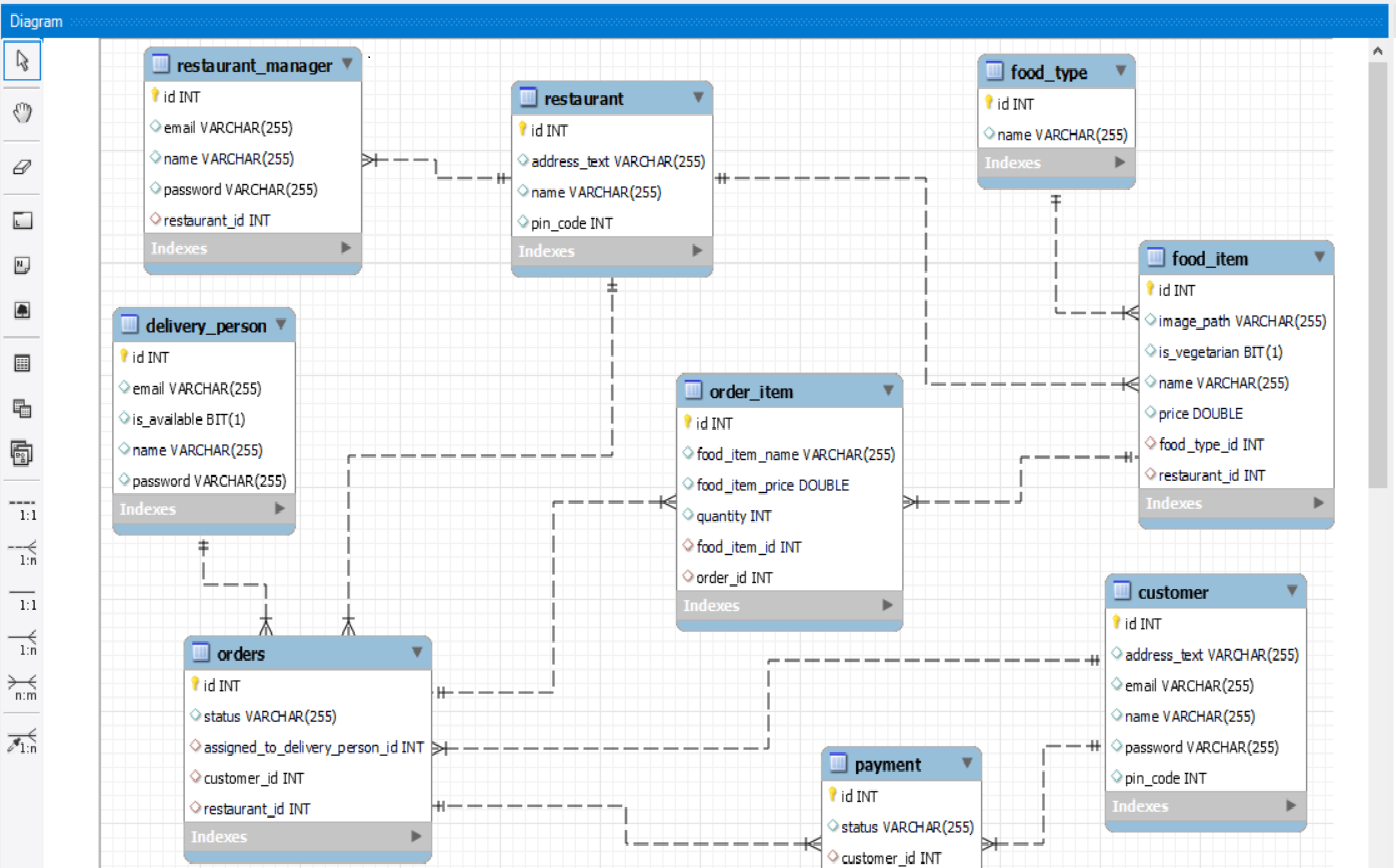 Diagram
restaurant_manager
id INT
email VARCHAR(255)
name VARCHAR(255)
password VARCHAR(255)
restaurant_id INT
Indexes
restaurant
id INT
address_text VARCHAR(255)
name VARCHAR(255)
pin_code INT
Indexes
food_type
id INT
name VARCHAR(255)
Indexes
food_item
id INT
image_path VARCHAR(255)
is_vegetarian BIT(1)
name VARCHAR(255)
price DOUBLE
food_type_id INT
restaurant_id INT
Indexes
delivery_person
id INT
email VARCHAR(255)
is_available BIT(1)
name VARCHAR(255)
password VARCHAR(255)
Indexes
order_item
id INT
food_item_name VARCHAR(255)
food_item_price DOUBLE
quantity INT
food_item_id INT
order_id INT
Indexes
customer
id INT
address_text VARCHAR(255)
email VARCHAR(255)
name VARCHAR(255)
password VARCHAR(255)
pin_code INT
Indexes
orders
id INT
status VARCHAR(255)
assigned_to_delivery_person_id INT
customer_id INT
restaurant_id INT
Indexes
payment
id INT
status VARCHAR(255)
customer_id INT
1:1
1:n
1:1
1:n
n:m
1:n